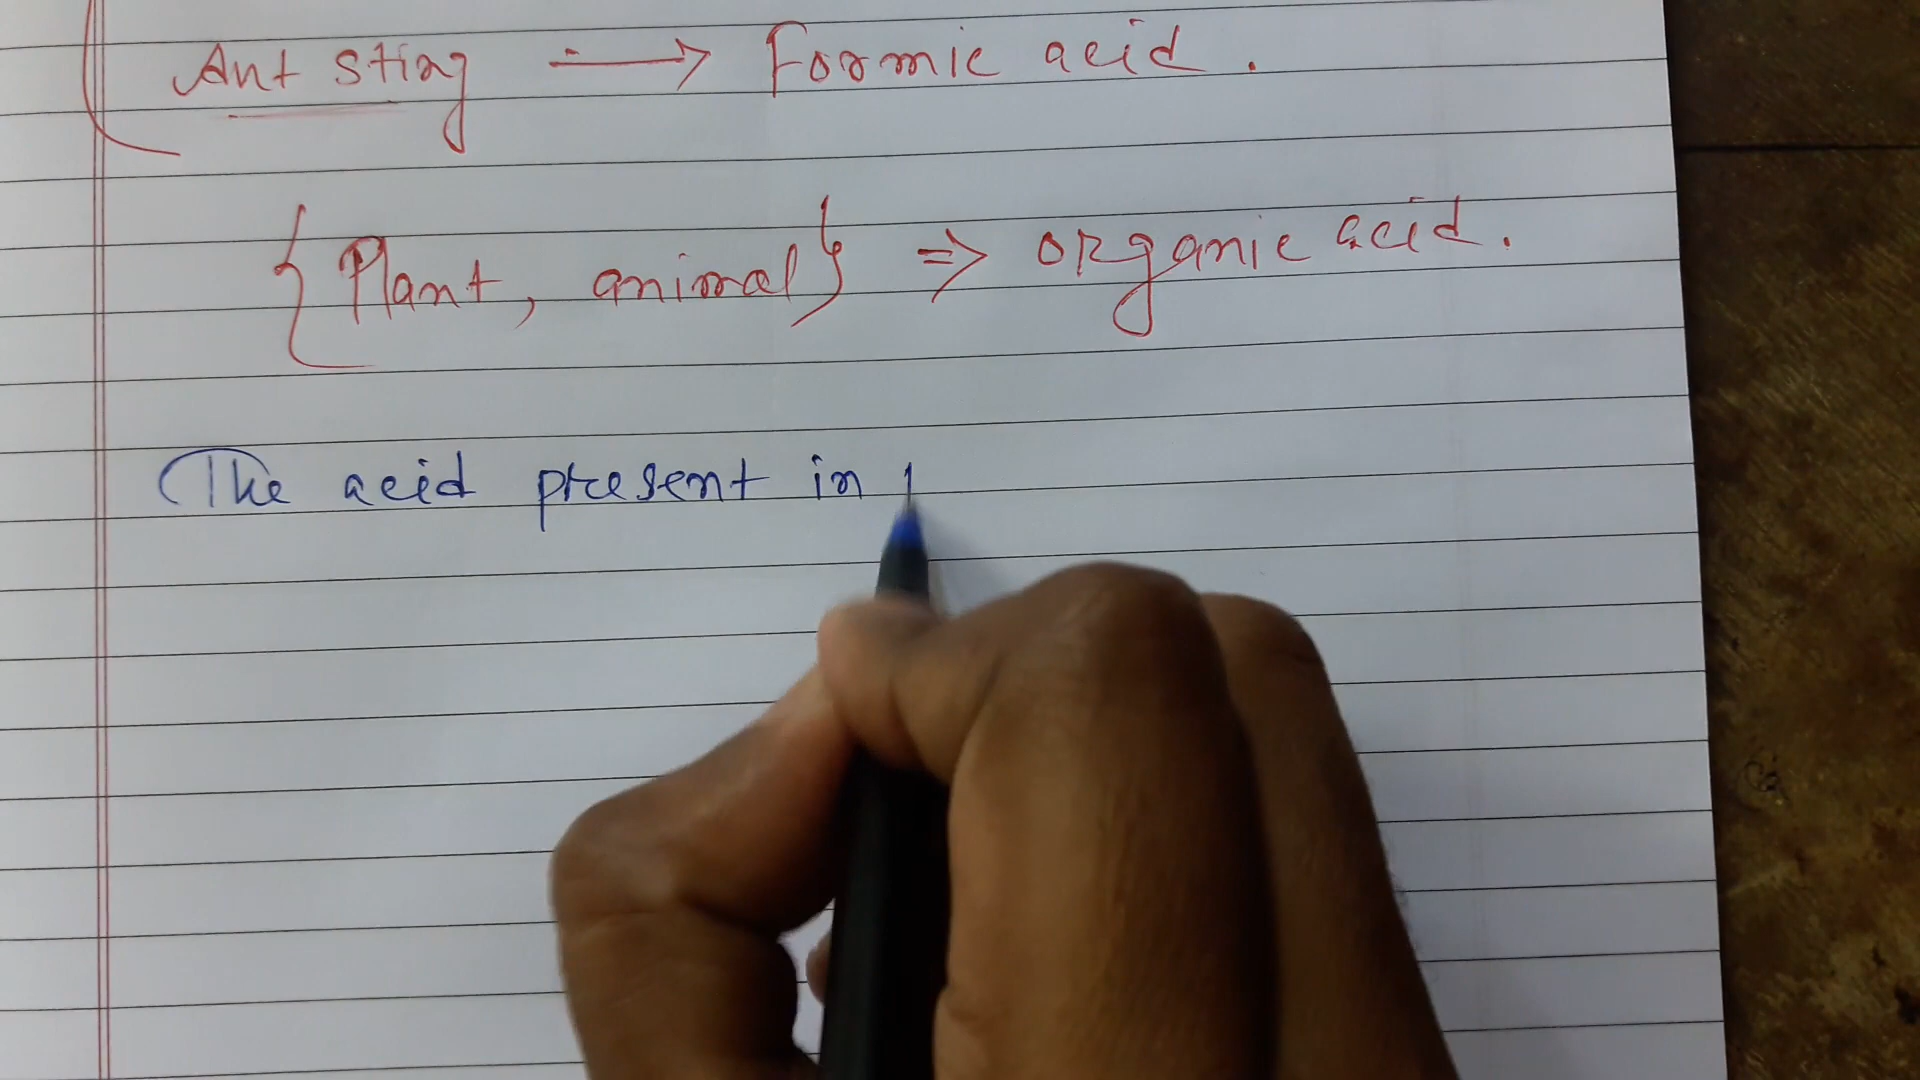 Ant sting → Formic acid.
{Plant, animal} ⇒ organic acid.
The acid present in